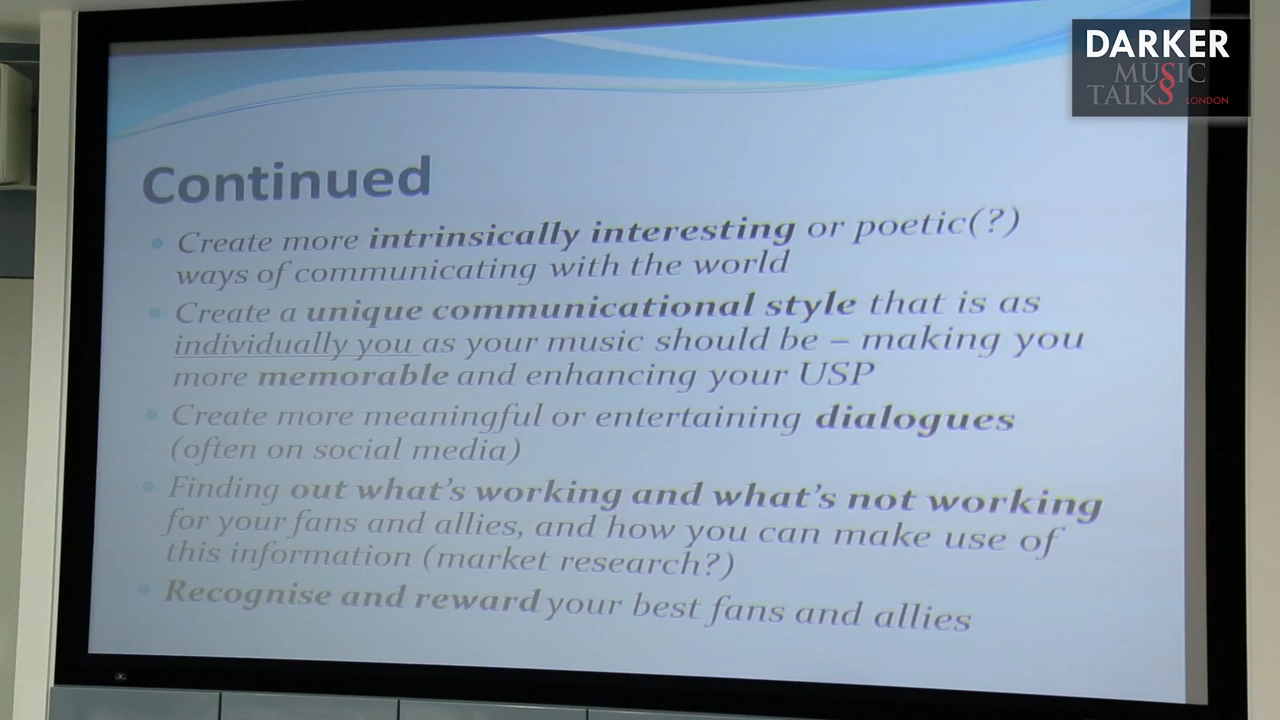 DARKER
MUSIC
TALKS LONDON
Continued
Create more intrinsically interesting or poetic(?)
ways of communicating with the world
Create a unique communicational style that is as
individually you as your music should be – making you
more memorable and enhancing your USP
Create more meaningful or entertaining dialogues
(often on social media)
Finding out what's working and what's not working
for your fans and allies, and how you can make use of
this information (market research?)
Recognise and reward your best fans and allies